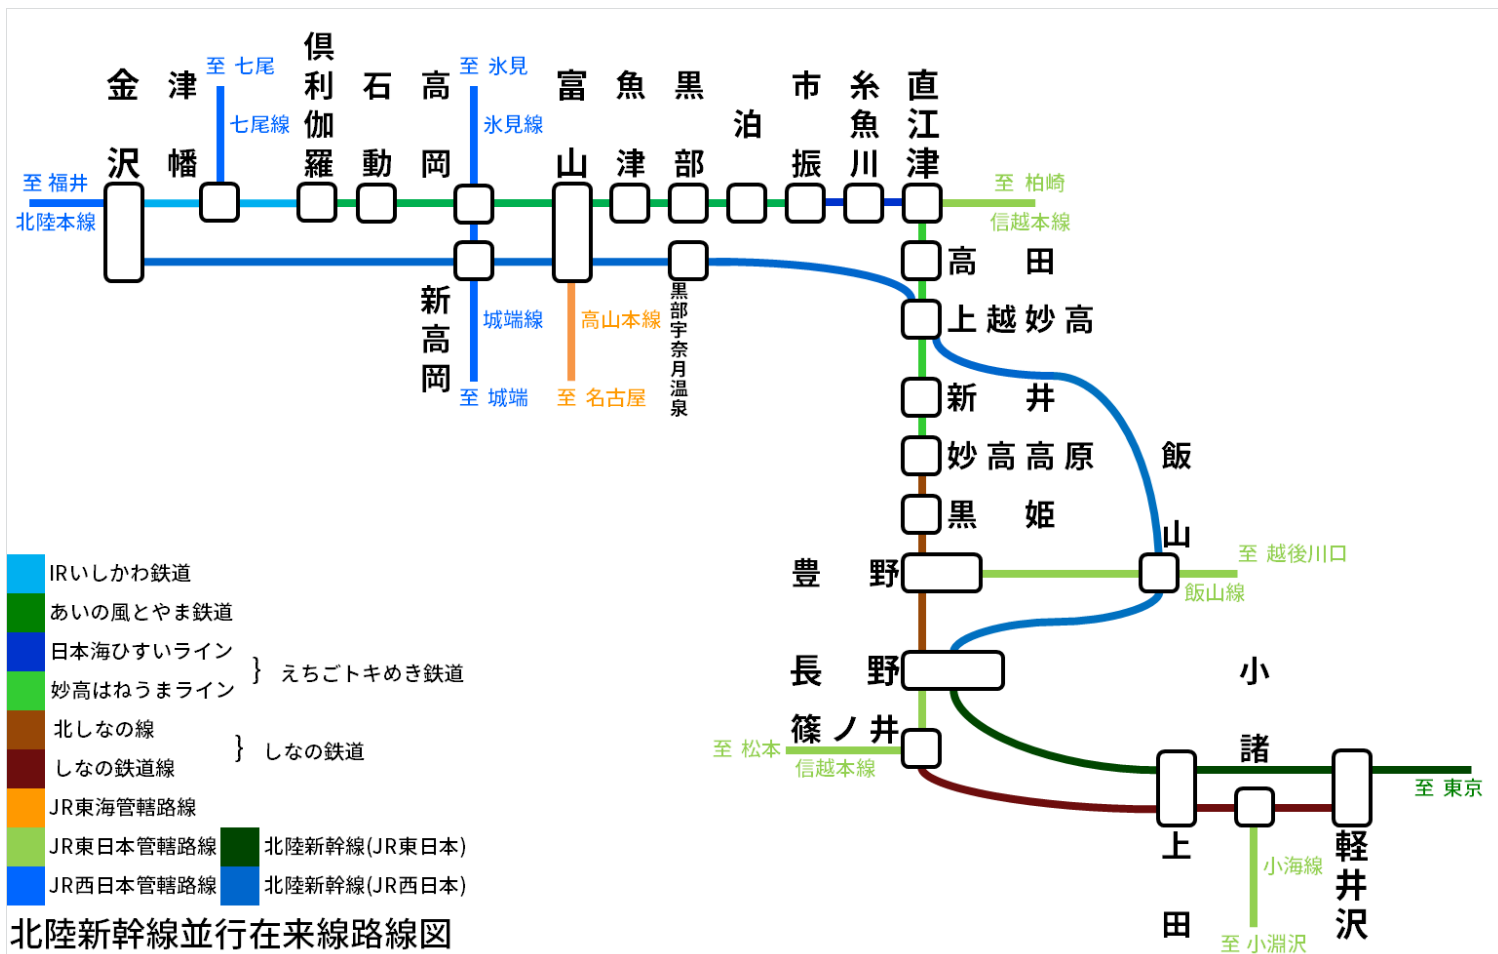 金沢
津幡
至 七尾
七尾線
倶利伽羅
石動
高岡
至 氷見
氷見線
富山
魚津
黒部
泊
市振
糸魚川
直江津
至 福井
北陸本線
至 柏崎
信越本線
高田
上越妙高
新高岡
城端線
至 城端
高山本線
至 名古屋
黒部宇奈月温泉
新井
妙高高原
黒姫
飯山
至 越後川口
飯山線
豊野
長野
篠ノ井
至 松本
信越本線
小諸
至 東京
上田
小海線
至 小淵沢
軽井沢
IRいしかわ鉄道
あいの風とやま鉄道
日本海ひすいライン
妙高はねうまライン
} えちごトキめき鉄道
北しなの線
しなの鉄道線
} しなの鉄道
JR東海管轄路線
JR東日本管轄路線
北陸新幹線(JR東日本)
JR西日本管轄路線
北陸新幹線(JR西日本)
北陸新幹線並行在来線路線図